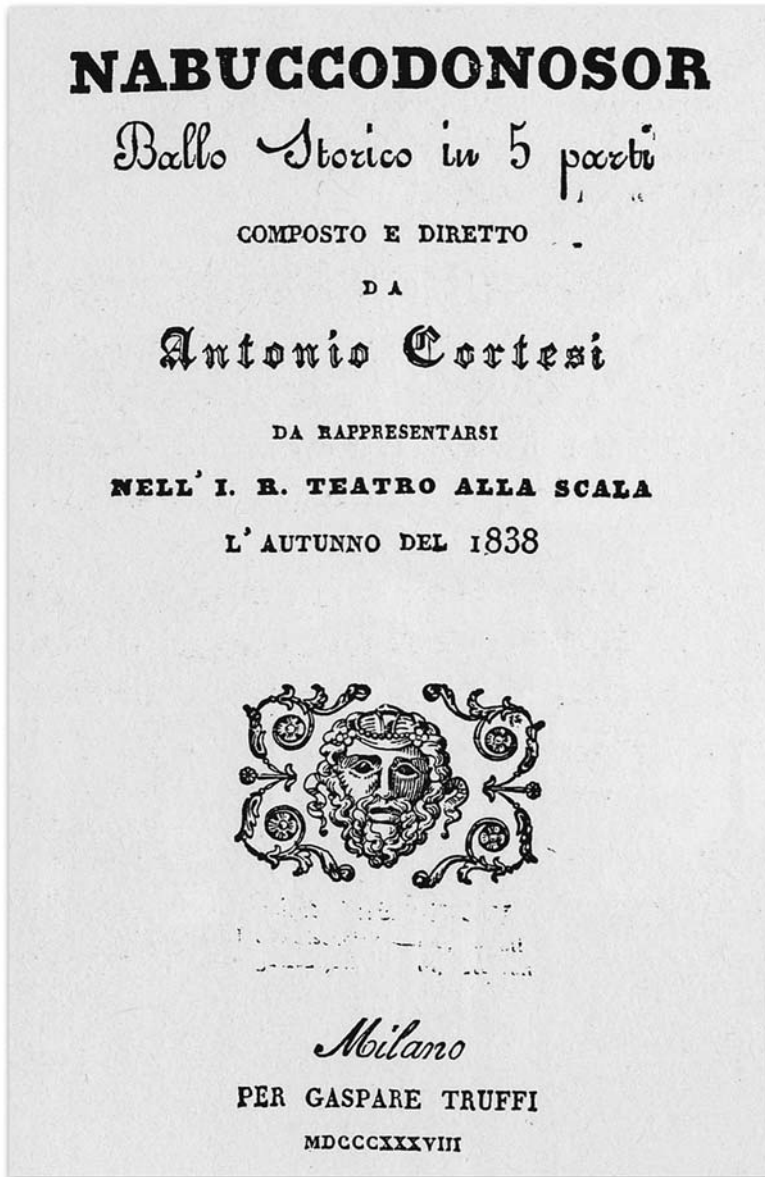 NABUCCODONOSOR
Ballo Storico in 5 parti
COMPOSTO E DIRETTO
DA
Antonio Cortesi
DA RAPPRESENTARSI
NELL' I. R. TEATRO ALLA SCALA
L' AUTUNNO DEL 1838
Milano
PER GASPARE TRUFFI
MDCCCXXXVIII